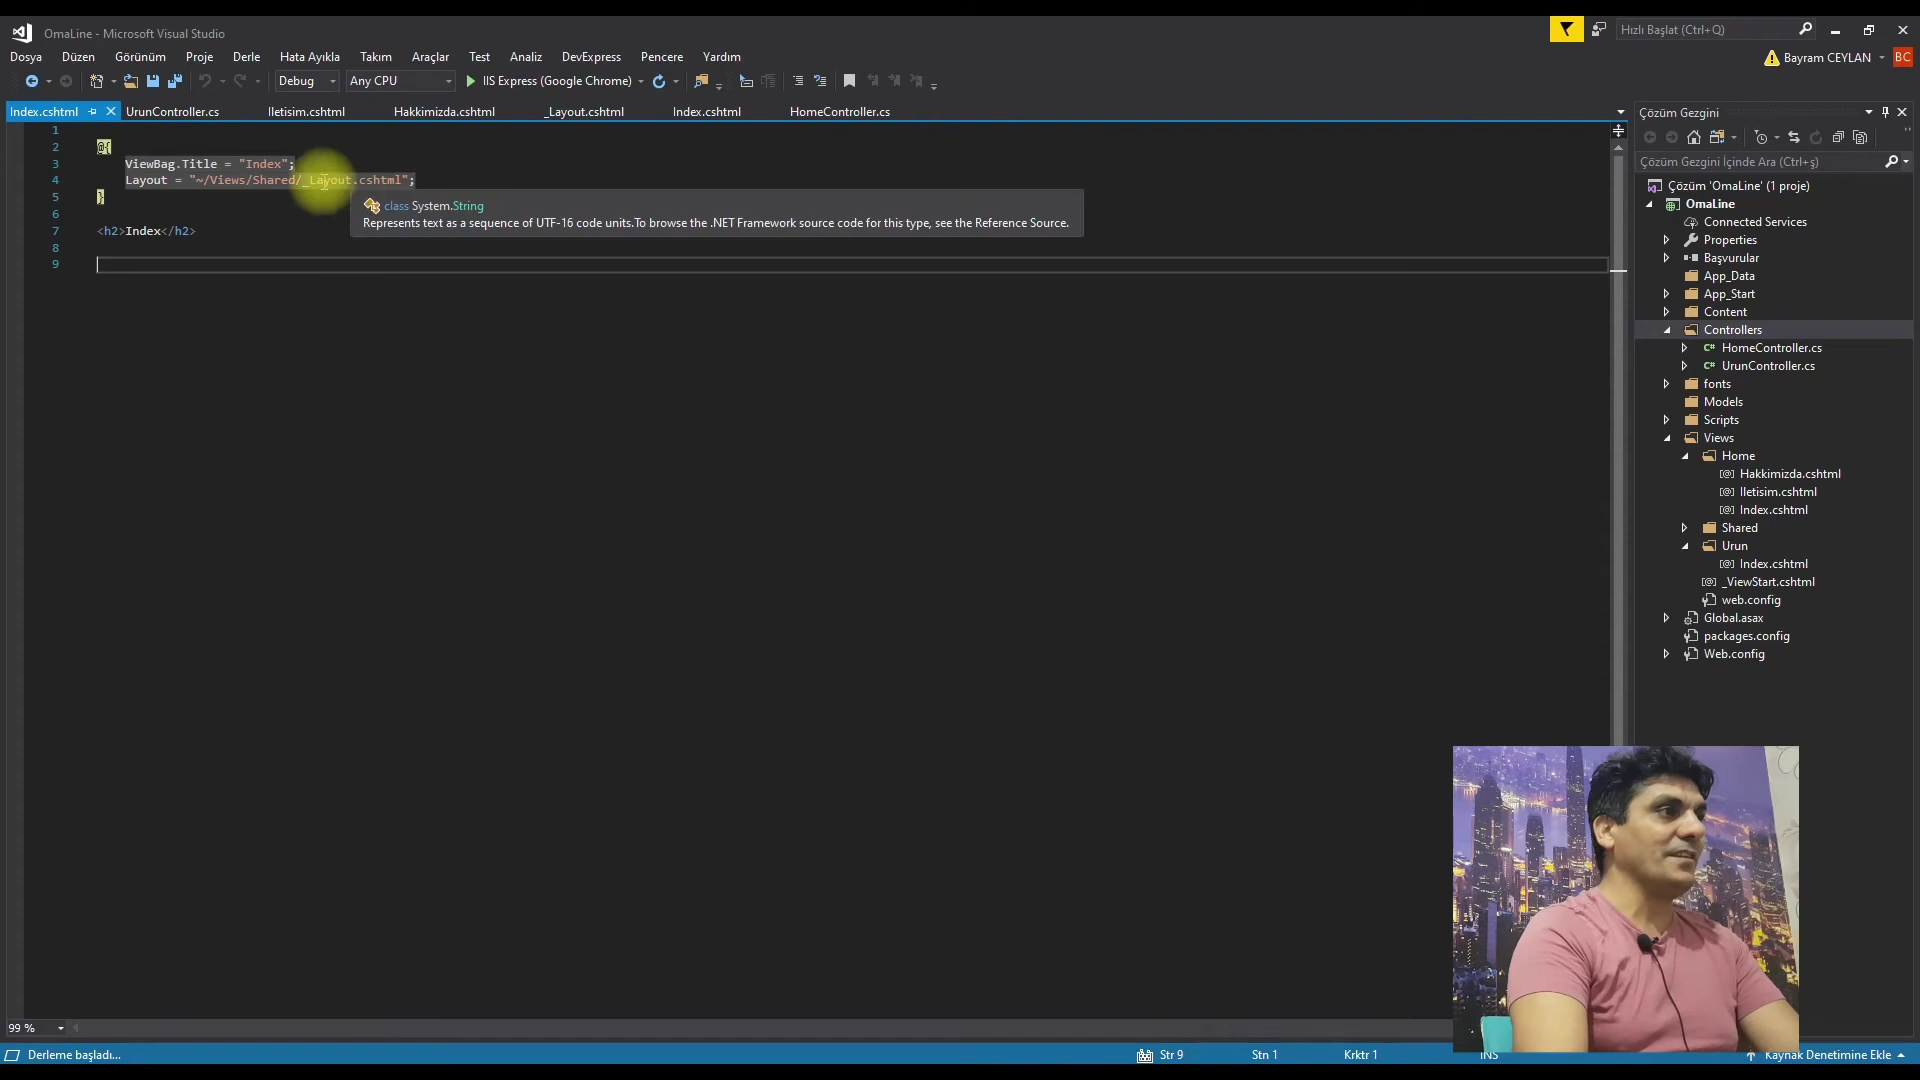 OmaLine - Microsoft Visual Studio
Hızlı Başlat (Ctrl+Q)
Dosya Düzen Görünüm Proje Derle Hata Ayıkla Takım Araçlar Test Analiz DevExpress Pencere Yardım
Bayram CEYLAN BC
Debug Any CPU IIS Express (Google Chrome)
Index.cshtml UrunController.cs Iletisim.cshtml Hakkimizda.cshtml _Layout.cshtml Index.cshtml HomeController.cs
1
2 @{
3 ViewBag.Title = "Index";
4 Layout = "~/Views/Shared/_Layout.cshtml";
5 }
6
7 <h2>Index</h2>
8
9
class System.String
Represents text as a sequence of UTF-16 code units.To browse the .NET Framework source code for this type, see the Reference Source.
Çözüm Gezgini
Çözüm Gezgini İçinde Ara (Ctrl+ş)
Çözüm 'OmaLine' (1 proje)
OmaLine
Connected Services
Properties
Başvurular
App_Data
App_Start
Content
Controllers
C# HomeController.cs
C# UrunController.cs
fonts
Models
Scripts
Views
Home
[@] Hakkimizda.cshtml
[@] Iletisim.cshtml
[@] Index.cshtml
Shared
Urun
[@] Index.cshtml
[@] _ViewStart.cshtml
web.config
Global.asax
packages.config
Web.config
99 %
Derleme başladı... Str 9 Stn 1 Krktr 1 INS Kaynak Denetimine Ekle